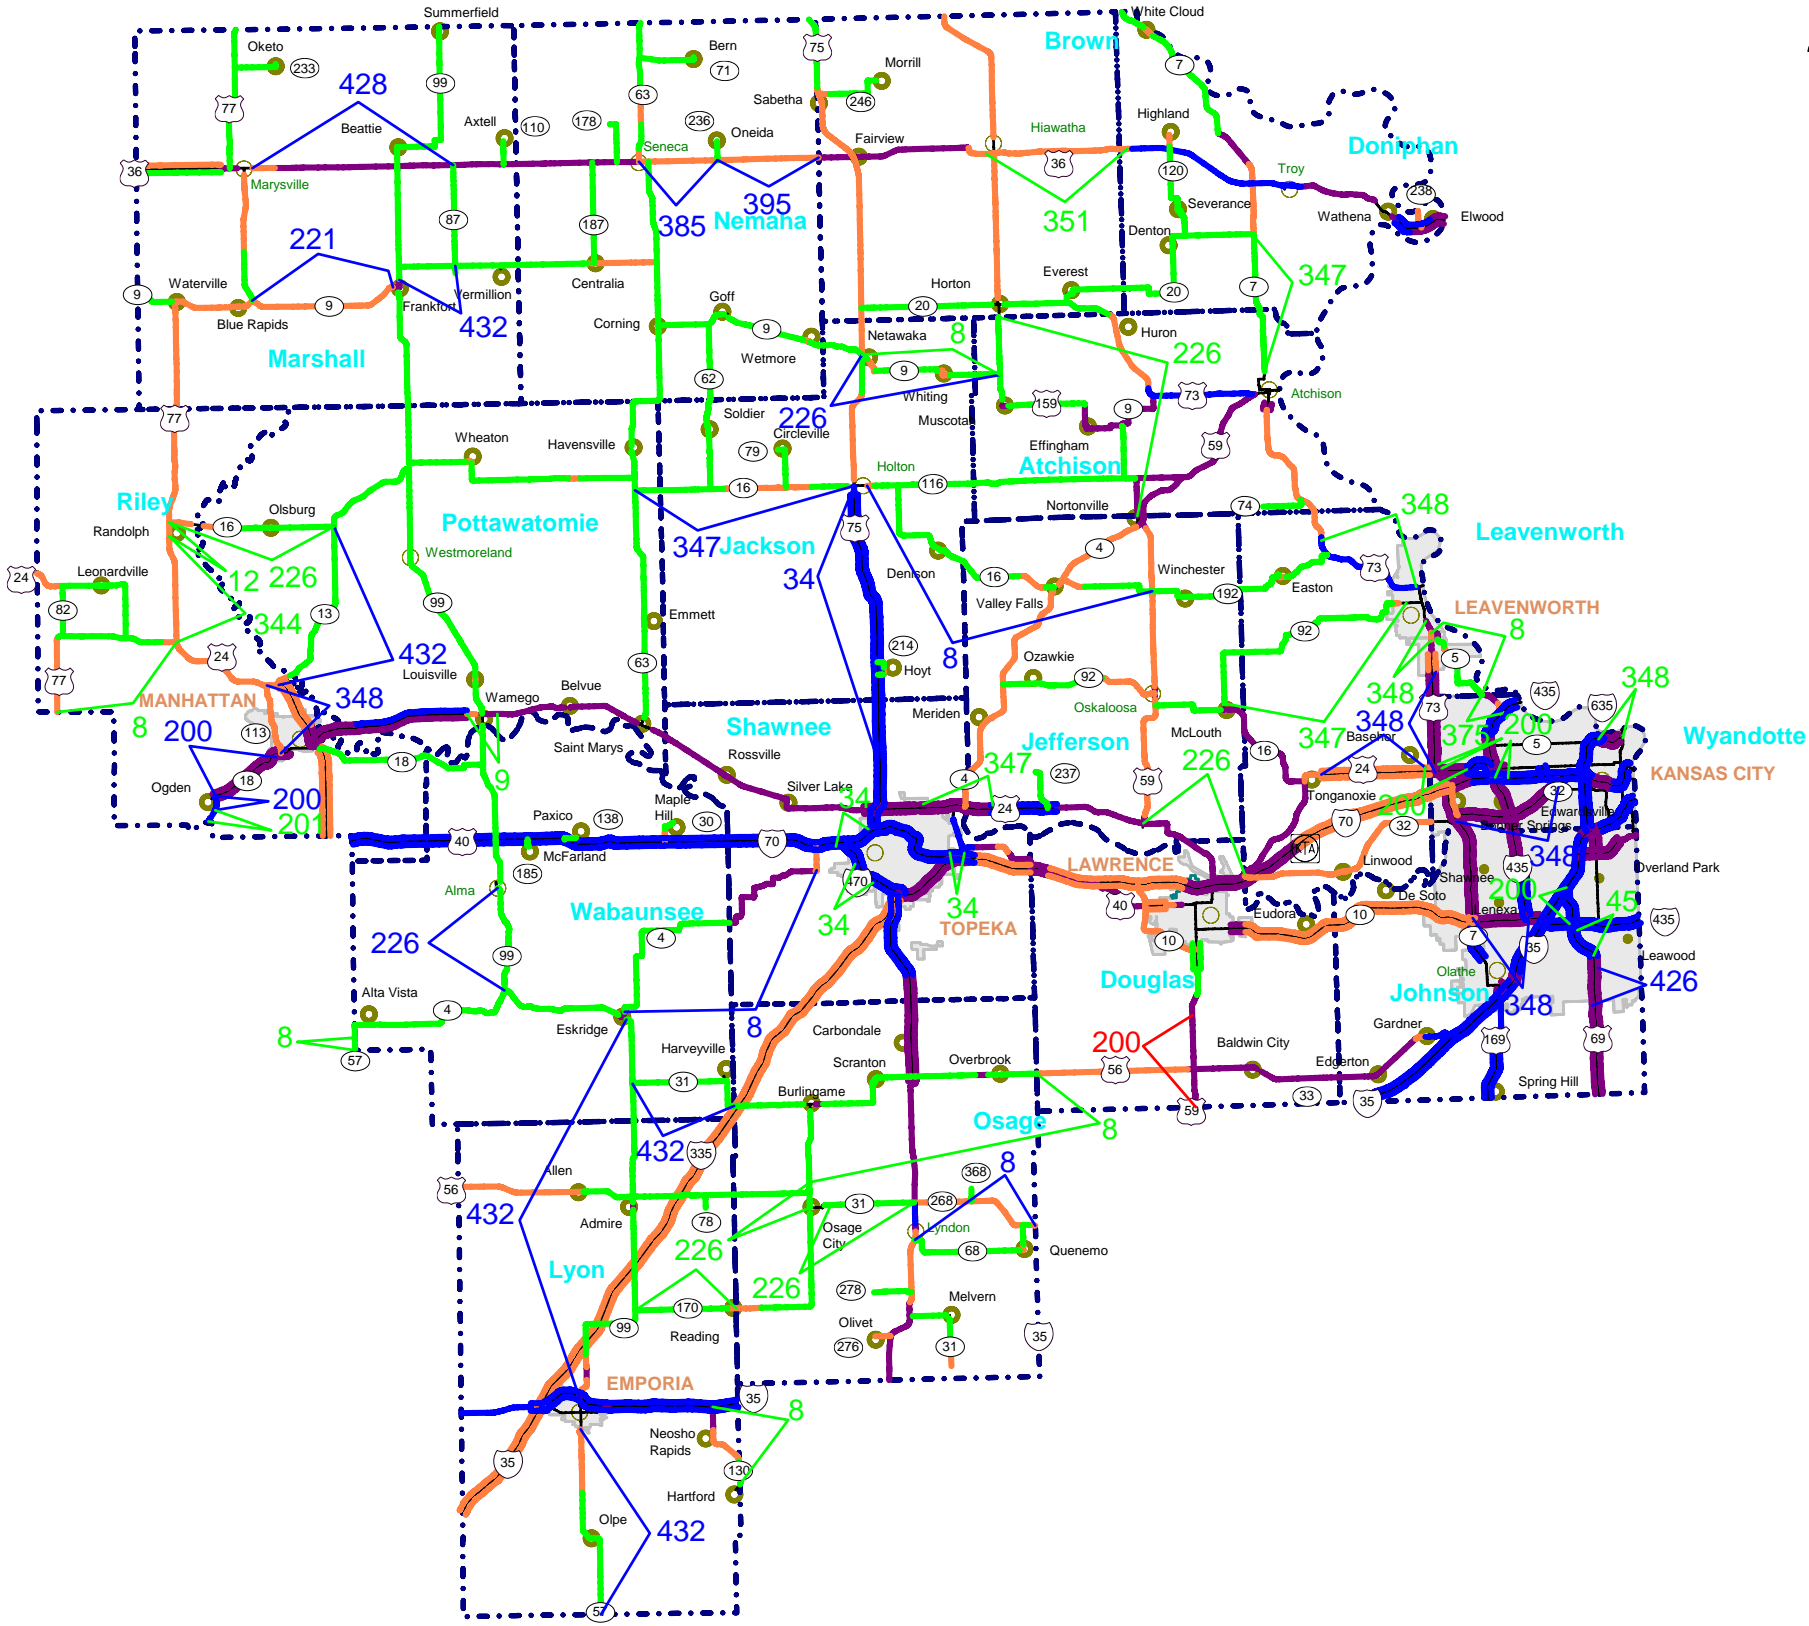 Summerfield
White Cloud
Brown
Oketo
233
Bern
71
75
Morrill
7
77
428
99
63
Sabetha
246
Beattie
Axtell
110
178
236
Oneida
Seneca
Fairview
Hiawatha
Highland
Doniphan
36
Marysville
36
120
Troy
238
385
395
Nemaha
351
Severance
Wathena
Elwood
87
187
221
Denton
347
9
Waterville
Blue Rapids
9
Frankfort
Vermillion
432
Centralia
Goff
Horton
20
Everest
20
7
Corning
9
Wetmore
Netawaka
8
Huron
226
Marshall
62
9
Whiting
226
Muscotah
159
9
73
Atchison
77
Soldier
Circleville
79
Effingham
59
Wheaton
Havensville
Holton
Atchison
16
116
Riley
Randolph
16
Olsburg
Pottawatomie
347
Jackson
75
Nortonville
74
348
Leavenworth
Westmoreland
4
24
Leonardville
12
226
34
Denison
16
Valley Falls
Winchester
192
Easton
73
82
344
13
99
Emmett
LEAVENWORTH
92
8
24
432
Louisville
63
214
Hoyt
8
Ozawkie
92
5
77
MANHATTAN
8
348
Wamego
Belvue
Shawnee
Meriden
Oskaloosa
348
73
435
348
635
200
113
Saint Marys
Rossville
Jefferson
McLouth
347
348
Basehor
375
200
5
Wyandotte
18
18
9
Silver Lake
4
347
237
59
226
16
24
KANSAS CITY
Ogden
200
201
Maple
Hill
30
34
24
Tonganoxie
200
32
Edwardsville
Paxico
138
70
32
Bonner Springs
40
McFarland
185
70
KTA
348
Alma
470
LAWRENCE
Linwood
435
Shawnee
Overland Park
Wabaunsee
34
34
TOPEKA
40
De Soto
200
45
226
4
10
Eudora
10
Lenexa
435
7
35
99
Olathe
Leawood
Douglas
Johnson
348
426
Alta Vista
4
8
57
Eskridge
8
Carbondale
Gardner
Harveyville
200
Baldwin City
169
69
31
Scranton
Overbrook
56
Edgerton
Burlingame
59
33
35
Spring Hill
Osage
8
432
335
Allen
56
432
8
368
Admire
78
31
268
Osage
City
Lyndon
226
68
Quenemo
Lyon
226
278
170
Melvern
99
Reading
Olivet
276
31
35
EMPORIA
35
8
Neosho
Rapids
35
130
Hartford
Olpe
432
57